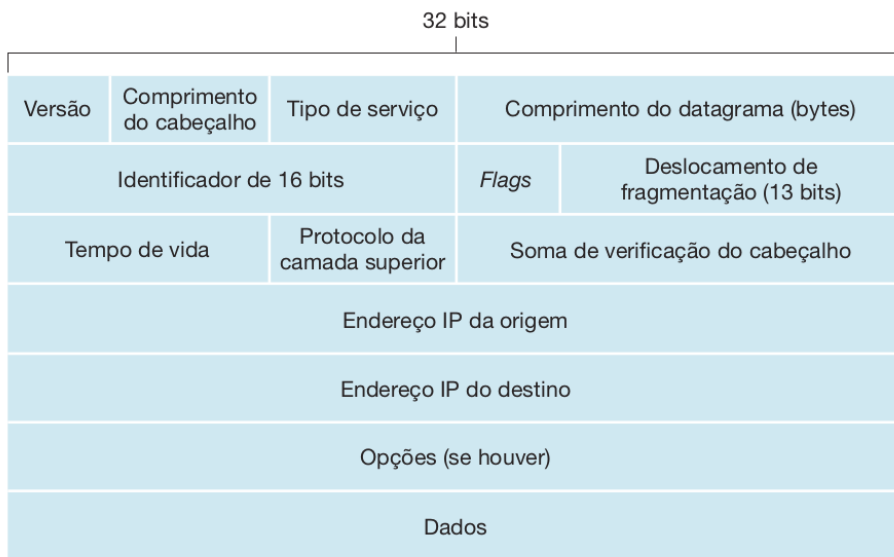 32 bits
Versão
Comprimento
do cabeçalho
Tipo de serviço
Comprimento do datagrama (bytes)
Identificador de 16 bits
Flags
Deslocamento de
fragmentação (13 bits)
Tempo de vida
Protocolo da
camada superior
Soma de verificação do cabeçalho
Endereço IP da origem
Endereço IP do destino
Opções (se houver)
Dados